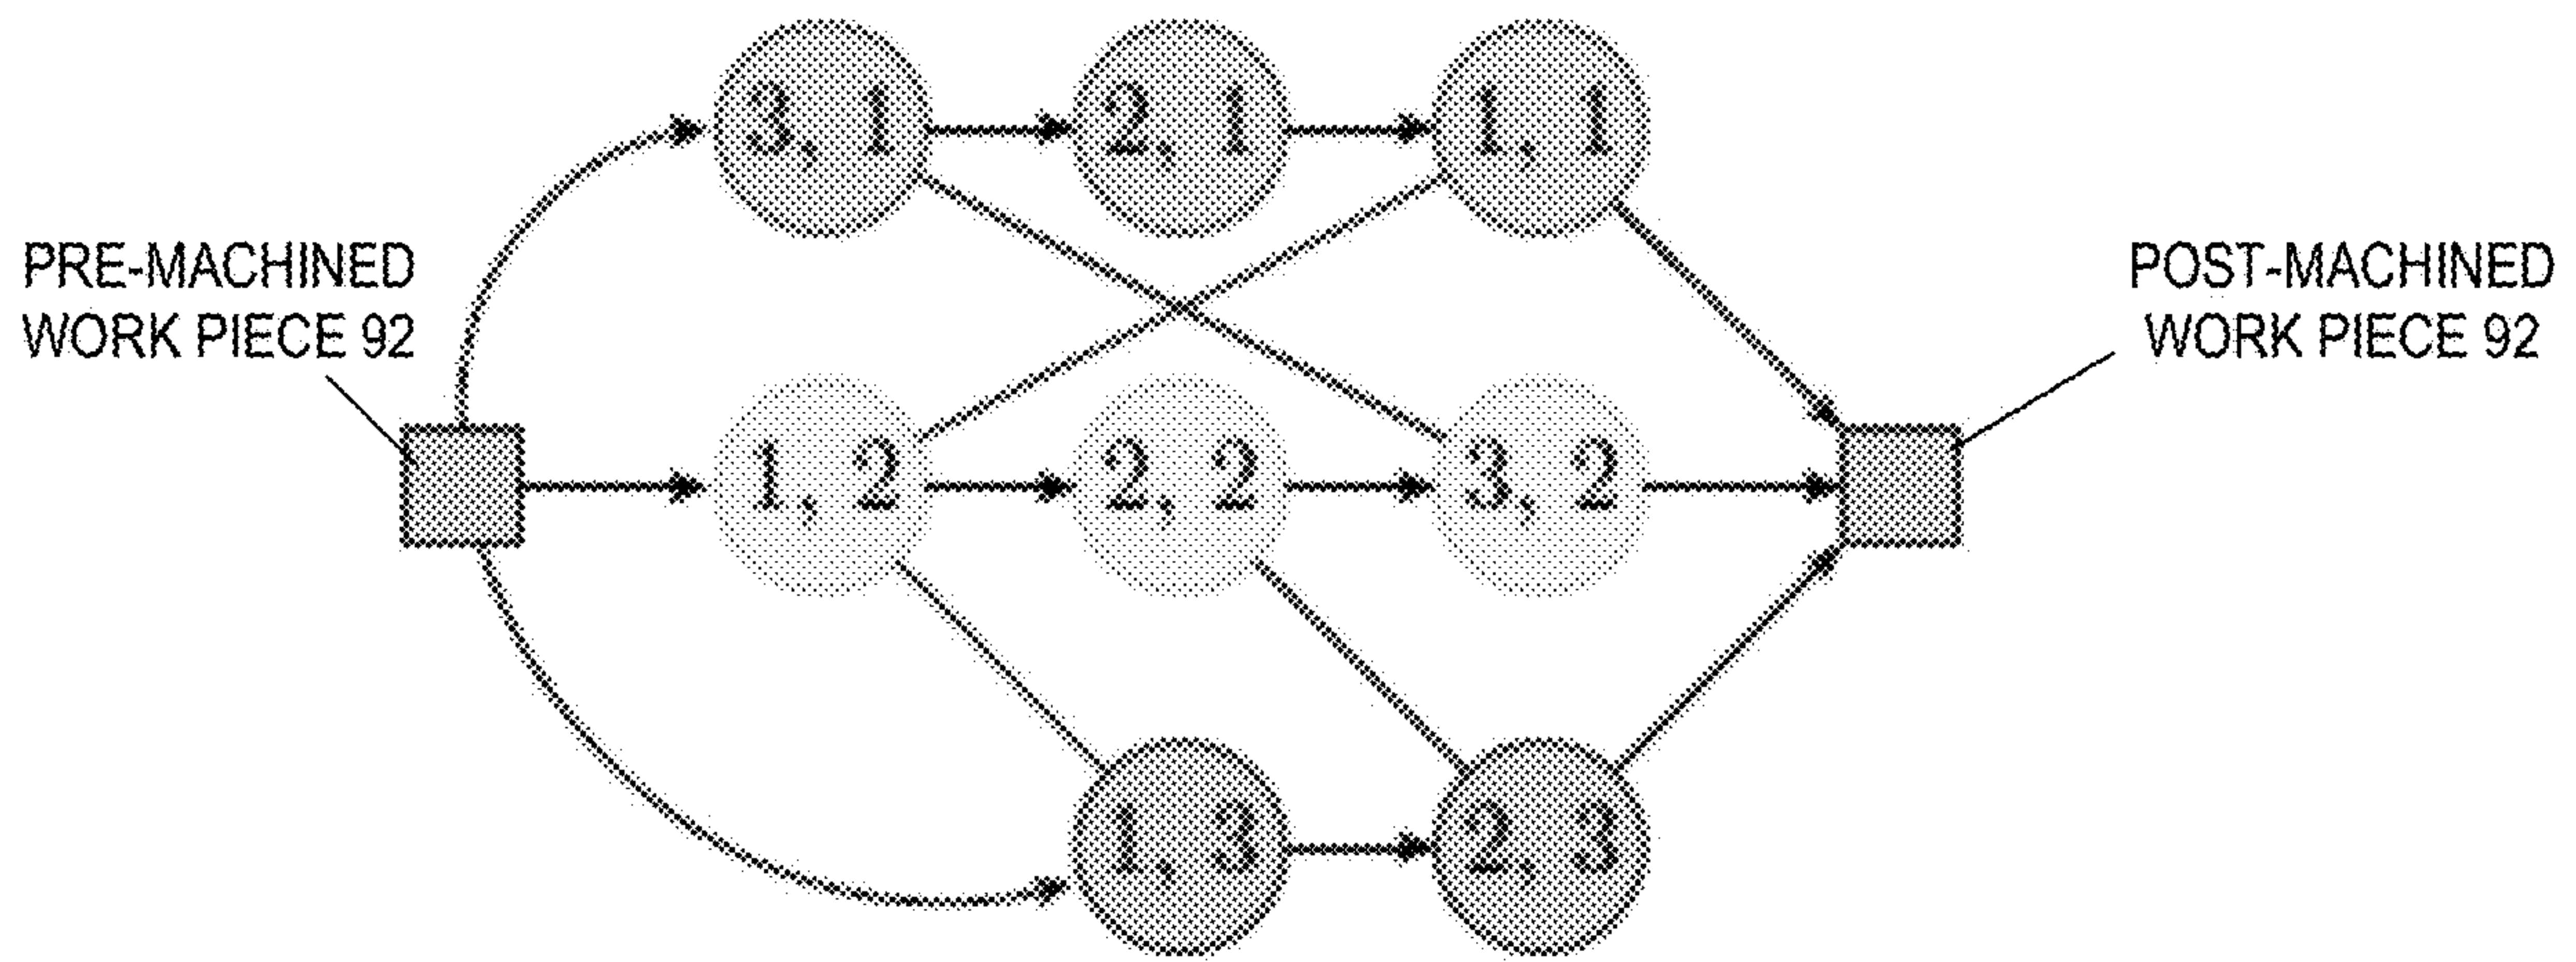 3, 1
2, 1
1, 1
PRE-MACHINED
WORK PIECE 92
POST-MACHINED
WORK PIECE 92
1, 2
2, 2
3, 2
1, 3
2, 3